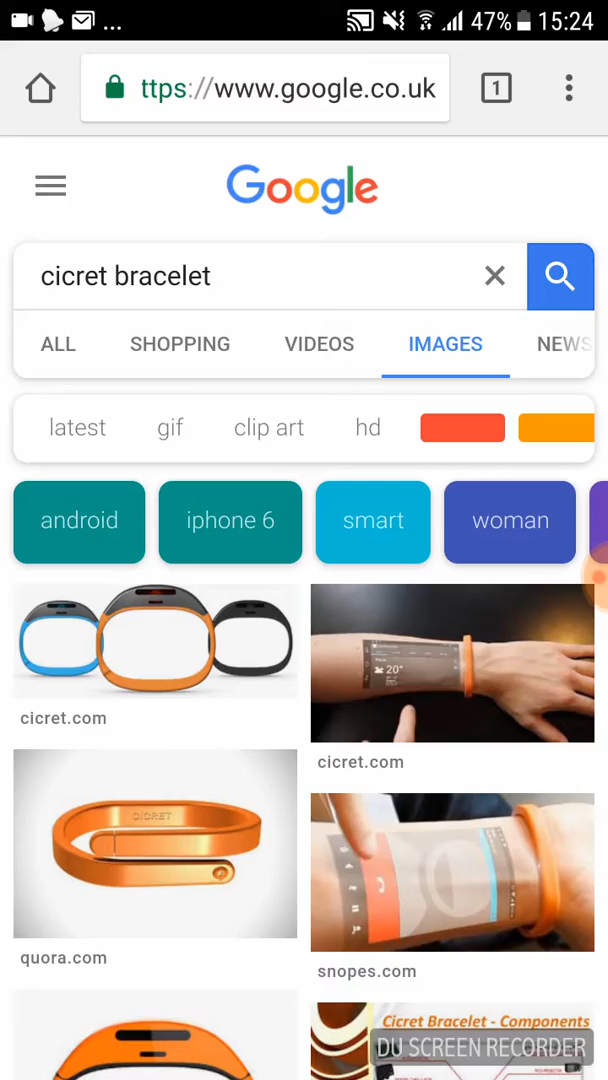 ... 47% 15:24
ttps://www.google.co.uk 1
Google
cicret bracelet
ALL SHOPPING VIDEOS IMAGES NEWS
latest gif clip art hd
android iphone 6 smart woman
20°
cicret.com
cicret.com
CICRET
quora.com
snopes.com
Cicret Bracelet - Components
DU SCREEN RECORDER